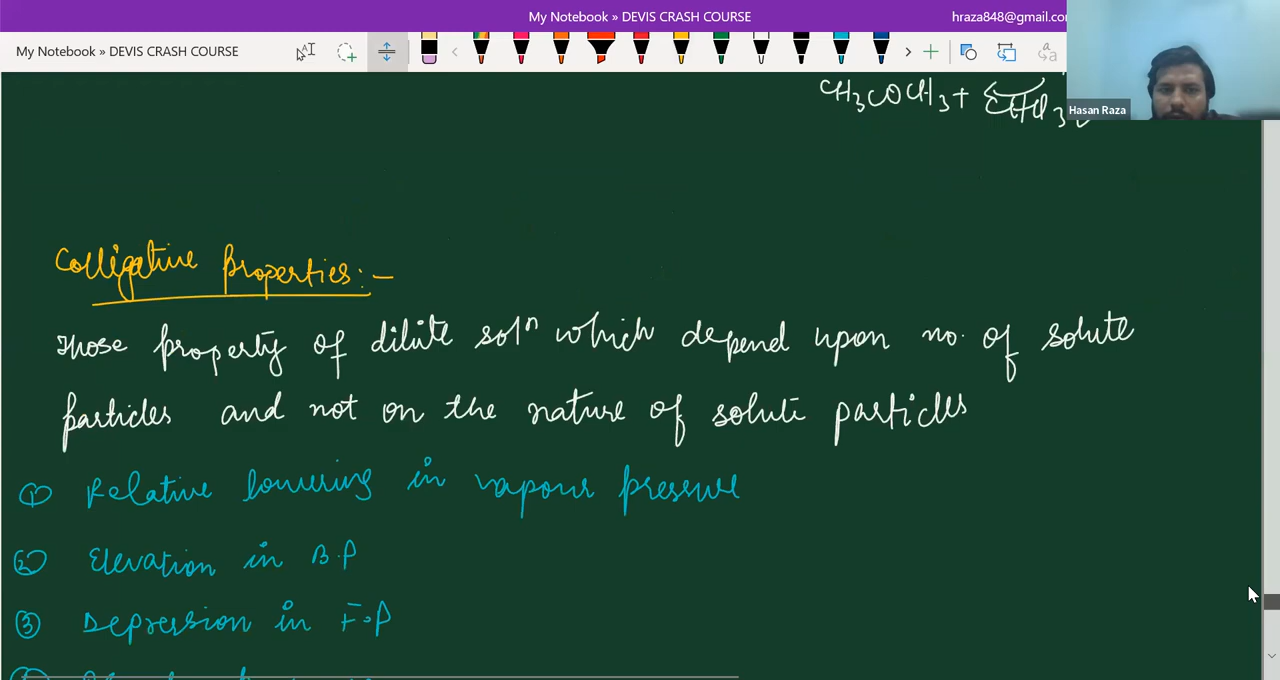 My Notebook » DEVIS CRASH COURSE
hraza848@gmail.co
My Notebook » DEVIS CRASH COURSE
Hasan Raza
CH₃COCH₃ +
Colligative Properties:-
Those property of dilute solⁿ which depend upon no. of solute
particles and not on the nature of solute particles
① Relative lowering in vapour pressure
② Elevation in B.P
③ Depression in F.P